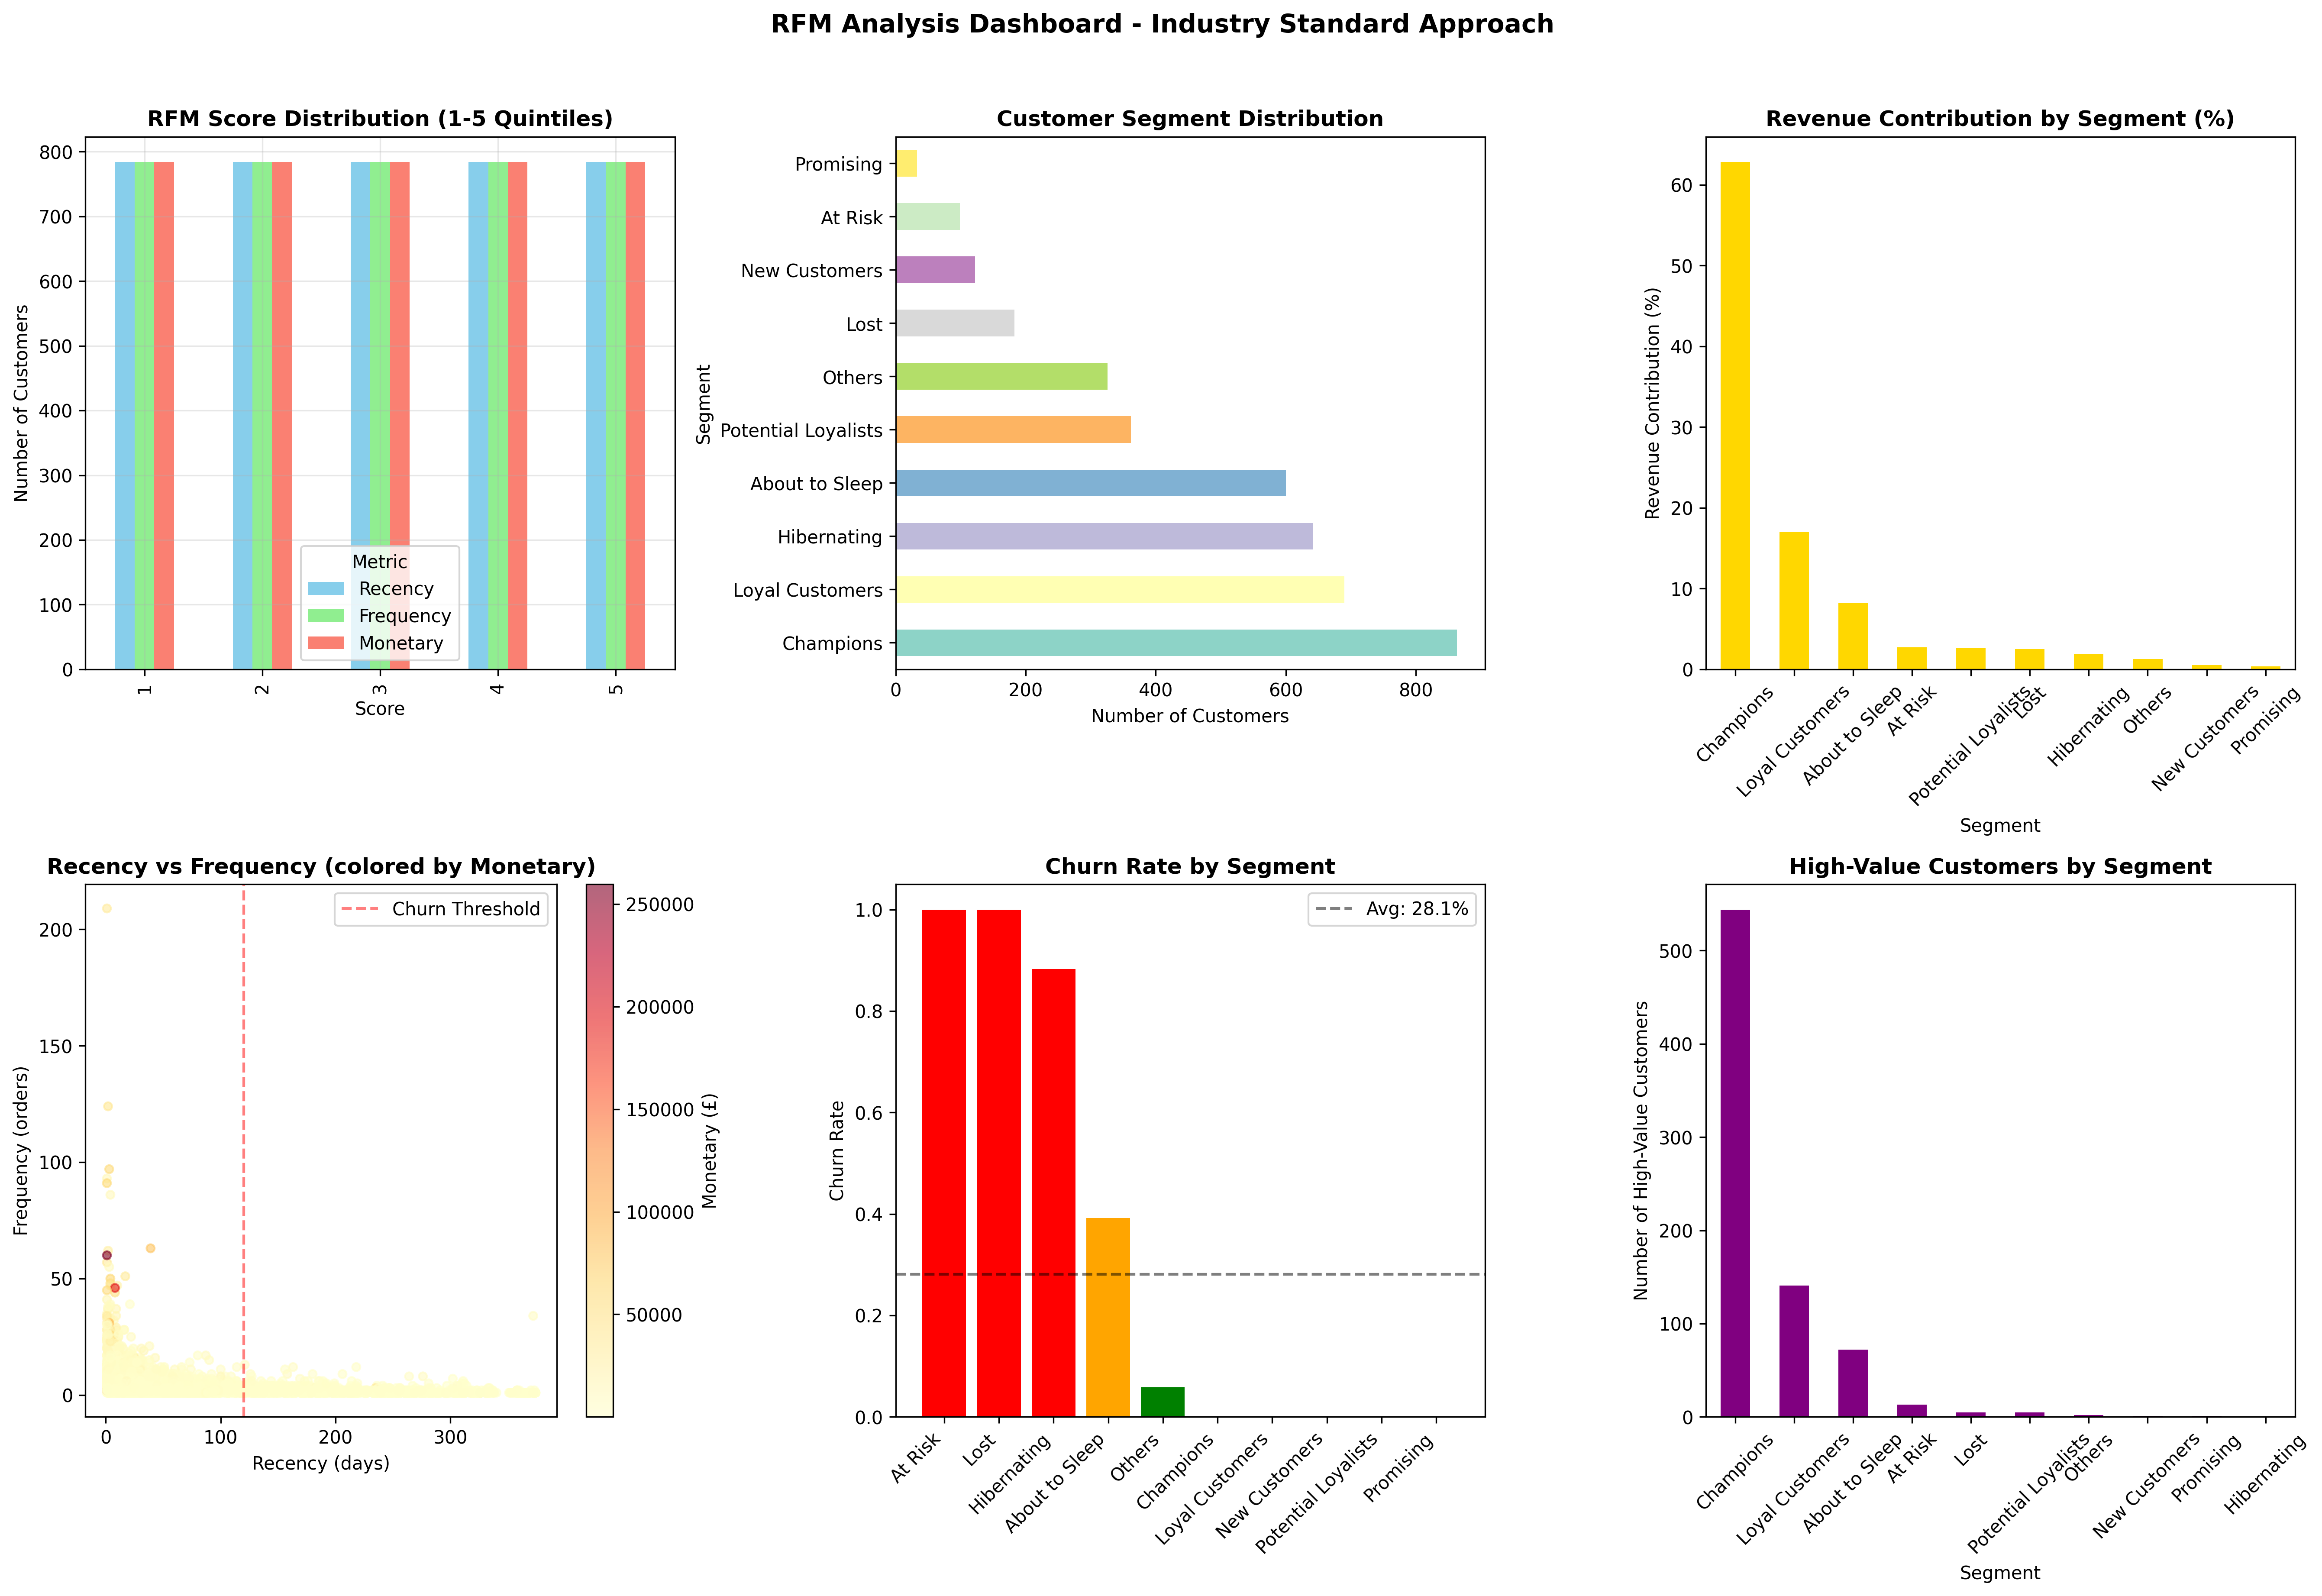 RFM Analysis Dashboard - Industry Standard Approach
RFM Score Distribution (1-5 Quintiles)
Number of Customers
800
700
600
500
400
300
200
100
0
Metric
Recency
Frequency
Monetary
1
2
3
4
5
Score
Customer Segment Distribution
Segment
Promising
At Risk
New Customers
Lost
Others
Potential Loyalists
About to Sleep
Hibernating
Loyal Customers
Champions
0
200
400
600
800
Number of Customers
Revenue Contribution by Segment (%)
Revenue Contribution (%)
60
50
40
30
20
10
0
Champions
Loyal Customers
About to Sleep
At Risk
Potential Loyalists
Lost
Hibernating
Others
New Customers
Promising
Segment
Recency vs Frequency (colored by Monetary)
Frequency (orders)
200
150
100
50
0
Churn Threshold
0
100
200
300
Recency (days)
250000
200000
150000
100000
50000
Monetary (£)
Churn Rate by Segment
Churn Rate
1.0
0.8
0.6
0.4
0.2
0.0
Avg: 28.1%
At Risk
Lost
Hibernating
About to Sleep
Others
Champions
Loyal Customers
New Customers
Potential Loyalists
Promising
High-Value Customers by Segment
Number of High-Value Customers
500
400
300
200
100
0
Champions
Loyal Customers
About to Sleep
At Risk
Lost
Potential Loyalists
Others
New Customers
Promising
Hibernating
Segment